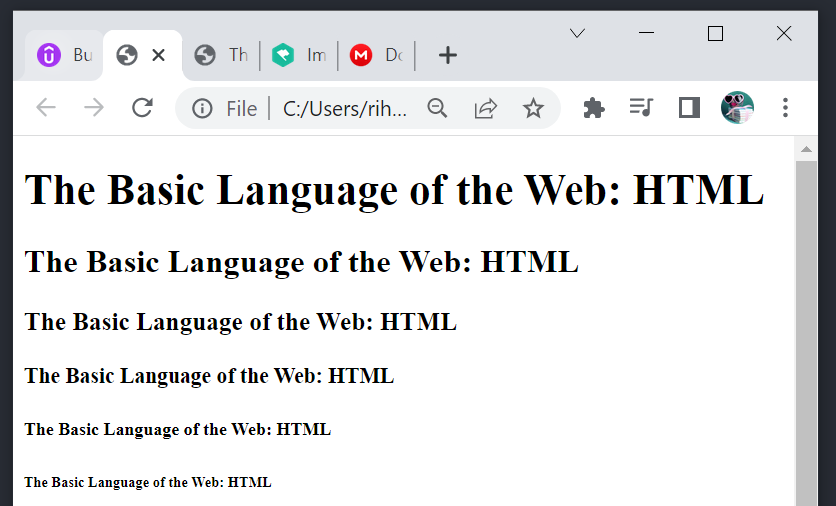 Bu
Th
Im
Do
File
C:/Users/rih...
The Basic Language of the Web: HTML
The Basic Language of the Web: HTML
The Basic Language of the Web: HTML
The Basic Language of the Web: HTML
The Basic Language of the Web: HTML
The Basic Language of the Web: HTML